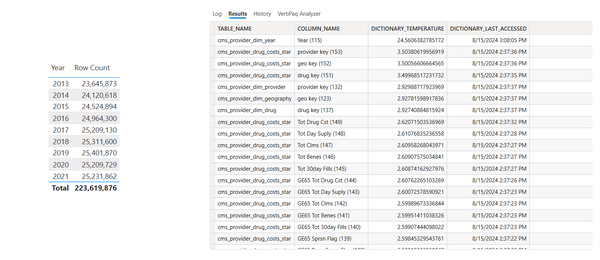 Log Results History VertiPaq Analyzer
Year Row Count
2013 23,645,873
2014 24,120,618
2015 24,524,894
2016 24,964,300
2017 25,209,130
2018 25,311,600
2019 25,401,870
2020 25,209,729
2021 25,231,862
Total 223,619,876
TABLE_NAME COLUMN_NAME DICTIONARY_TEMPERATURE DICTIONARY_LAST_ACCESSED
cms_provider_dim_year Year (115) 24.5606382785172 8/15/2024 3:08:05 PM
cms_provider_drug_costs_star provider key (153) 3.50380619956919 8/15/2024 2:37:36 PM
cms_provider_drug_costs_star geo key (152) 3.50056606664565 8/15/2024 2:37:36 PM
cms_provider_drug_costs_star drug key (151) 3.49968517231732 8/15/2024 2:37:35 PM
cms_provider_dim_provider provider key (132) 2.92988717923969 8/15/2024 2:37:37 PM
cms_provider_dim_geography geo key (123) 2.92781598917836 8/15/2024 2:37:37 PM
cms_provider_dim_drug drug key (137) 2.92740884815924 8/15/2024 2:37:37 PM
cms_provider_drug_costs_star Tot Drug Cst (149) 2.62071503536969 8/15/2024 2:37:32 PM
cms_provider_drug_costs_star Tot Day Suply (148) 2.61076835236558 8/15/2024 2:37:28 PM
cms_provider_drug_costs_star Tot Clms (147) 2.60958268043971 8/15/2024 2:37:27 PM
cms_provider_drug_costs_star Tot Benes (146) 2.60907575034841 8/15/2024 2:37:27 PM
cms_provider_drug_costs_star Tot 30day Fills (145) 2.60874162927976 8/15/2024 2:37:27 PM
cms_provider_drug_costs_star GE65 Tot Drug Cst (144) 2.60762265103269 8/15/2024 2:37:23 PM
cms_provider_drug_costs_star GE65 Tot Day Suply (143) 2.60072578590921 8/15/2024 2:37:23 PM
cms_provider_drug_costs_star GE65 Tot Clms (142) 2.59989673336844 8/15/2024 2:37:23 PM
cms_provider_drug_costs_star GE65 Tot Benes (141) 2.59951411038326 8/15/2024 2:37:23 PM
cms_provider_drug_costs_star GE65 Tot 30day Fills (140) 2.59907444098022 8/15/2024 2:37:23 PM
cms_provider_drug_costs_star GE65 Sprsn Flag (139) 2.59845329543761 8/15/2024 2:37:22 PM